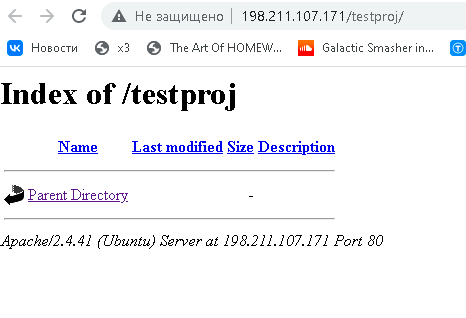 Не защищено | 198.211.107.171/testproj/
Новости x3 The Art Of HOMEW... Galactic Smasher in...
Index of /testproj
Name Last modified Size Description
Parent Directory -
Apache/2.4.41 (Ubuntu) Server at 198.211.107.171 Port 80